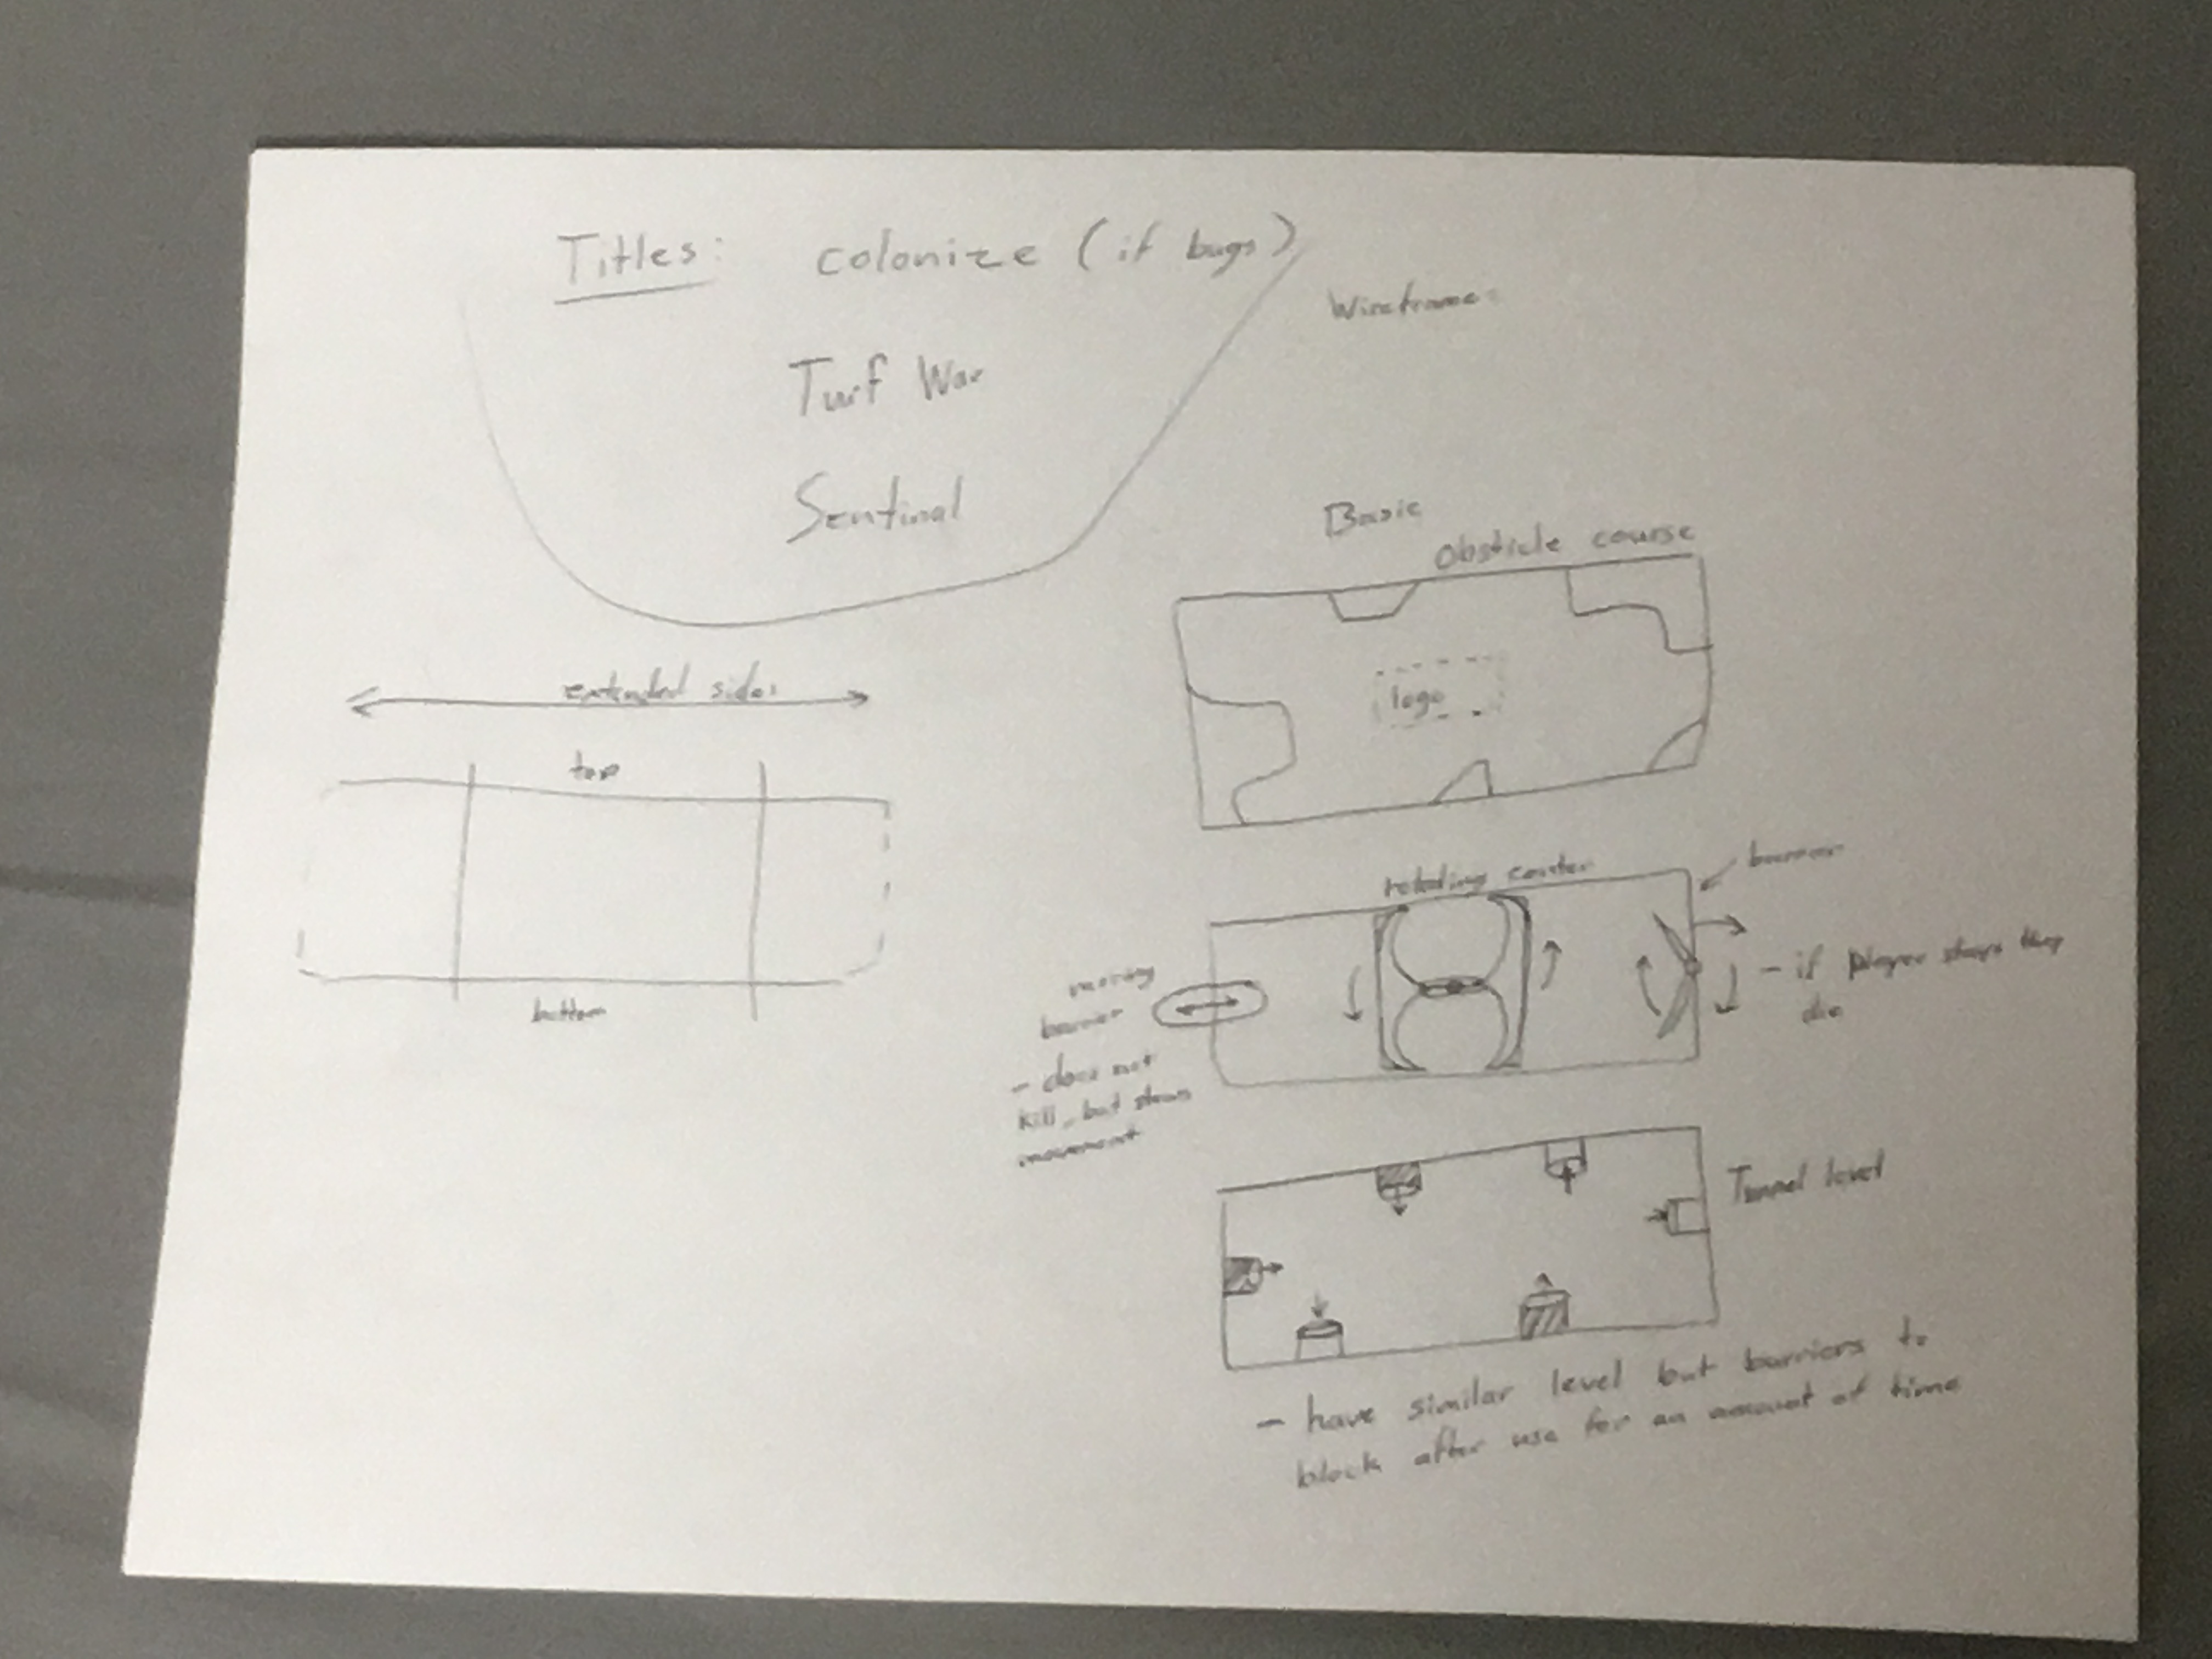 Titles: colonize (if bugs)
Turf War
Sentinal
Wireframe:
extended sides
top
bottom
Basic
obsticle course
logo
rotating center
barrier
moving
barrier
- does not
kill, but stops
movement
- if player stays they
die
Tunnel level
- have similar level but barriers to
block after use for an amount of time